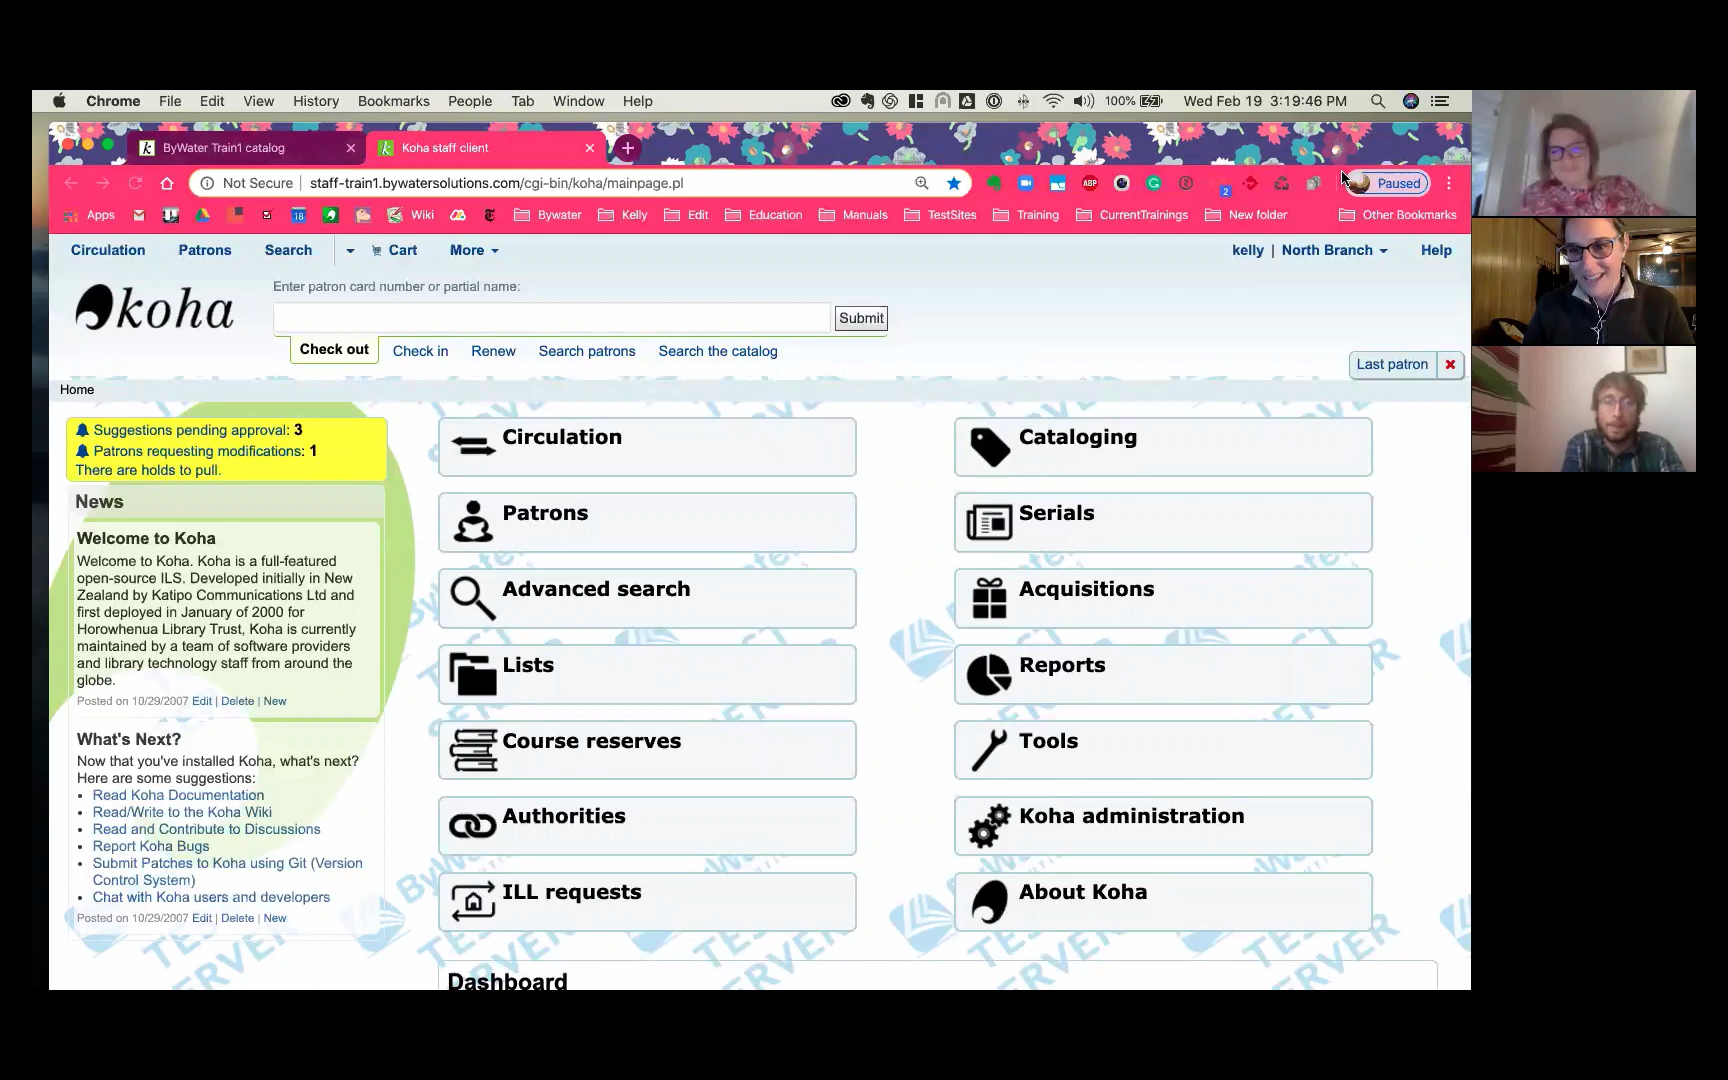 Chrome File Edit View History Bookmarks People Tab Window Help 100% Wed Feb 19 3:19:46 PM
ByWater Train1 catalog Koha staff client
Not Secure staff-train1.bywatersolutions.com/cgi-bin/koha/mainpage.pl ABP 2 Paused
Apps 18 Wiki Bywater Kelly Edit Education Manuals TestSites Training CurrentTrainings New folder Other Bookmarks
Circulation Patrons Search Cart More kelly | North Branch Help
Enter patron card number or partial name:
koha
Submit
Check out Check in Renew Search patrons Search the catalog
Last patron
Home
Suggestions pending approval: 3
Patrons requesting modifications: 1
There are holds to pull.
News
Welcome to Koha
Welcome to Koha. Koha is a full-featured
open-source ILS. Developed initially in New
Zealand by Katipo Communications Ltd and
first deployed in January of 2000 for
Horowhenua Library Trust, Koha is currently
maintained by a team of software providers
and library technology staff from around the
globe.
Posted on 10/29/2007 Edit | Delete | New
What's Next?
Now that you've installed Koha, what's next?
Here are some suggestions:
• Read Koha Documentation
• Read/Write to the Koha Wiki
• Read and Contribute to Discussions
• Report Koha Bugs
• Submit Patches to Koha using Git (Version
Control System)
• Chat with Koha users and developers
Posted on 10/29/2007 Edit | Delete | New
Circulation
Patrons
Advanced search
Lists
Course reserves
Authorities
ILL requests
Cataloging
Serials
Acquisitions
Reports
Tools
Koha administration
About Koha
Dashboard